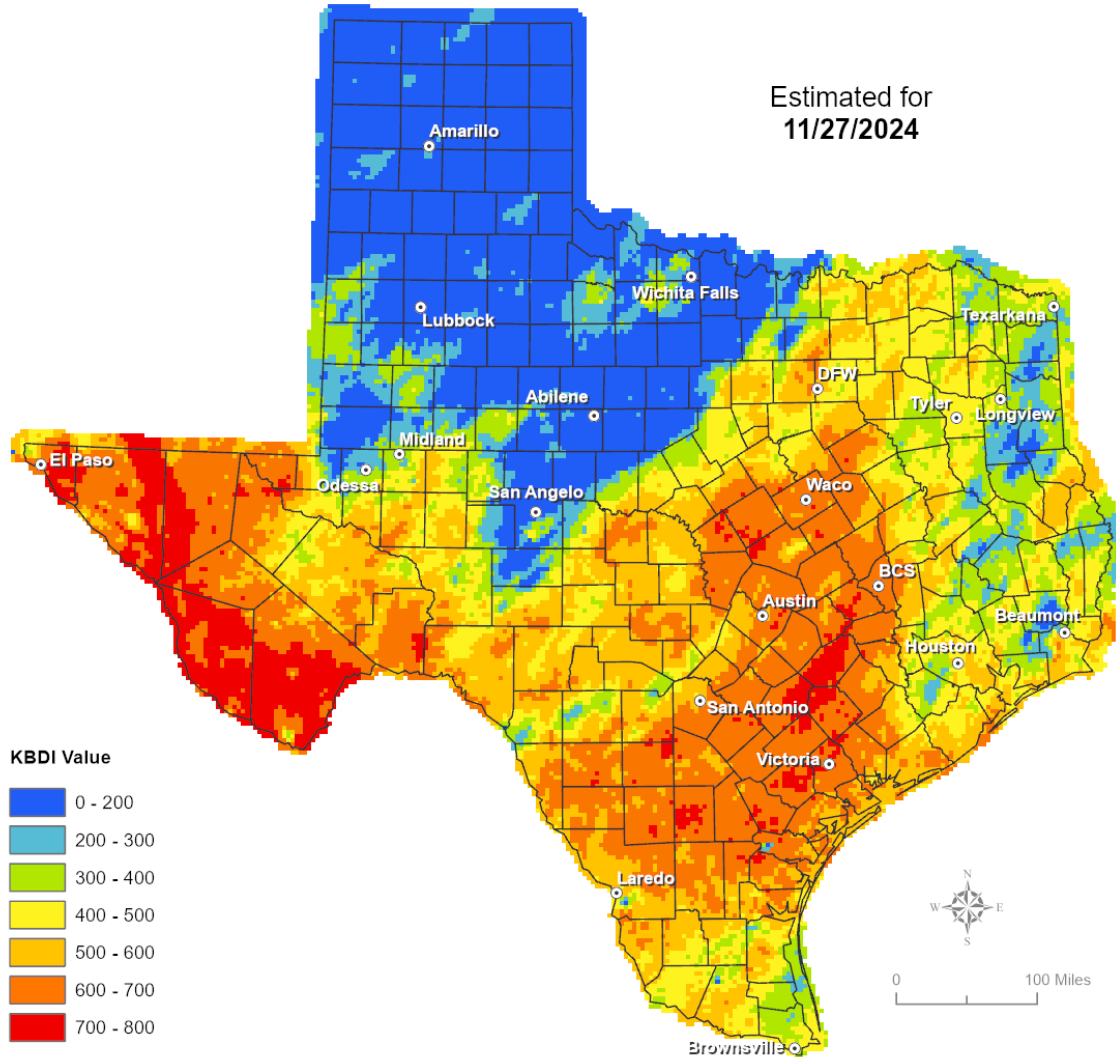 Estimated for
11/27/2024
Amarillo
Wichita Falls
Lubbock
Texarkana
DFW
Abilene
Tyler
Longview
Midland
El Paso
Odessa
San Angelo
Waco
BCS
Austin
Beaumont
Houston
San Antonio
Victoria
KBDI Value
0 - 200
200 - 300
300 - 400
400 - 500
500 - 600
600 - 700
700 - 800
Laredo
N
W
E
S
0
100 Miles
Brownsville